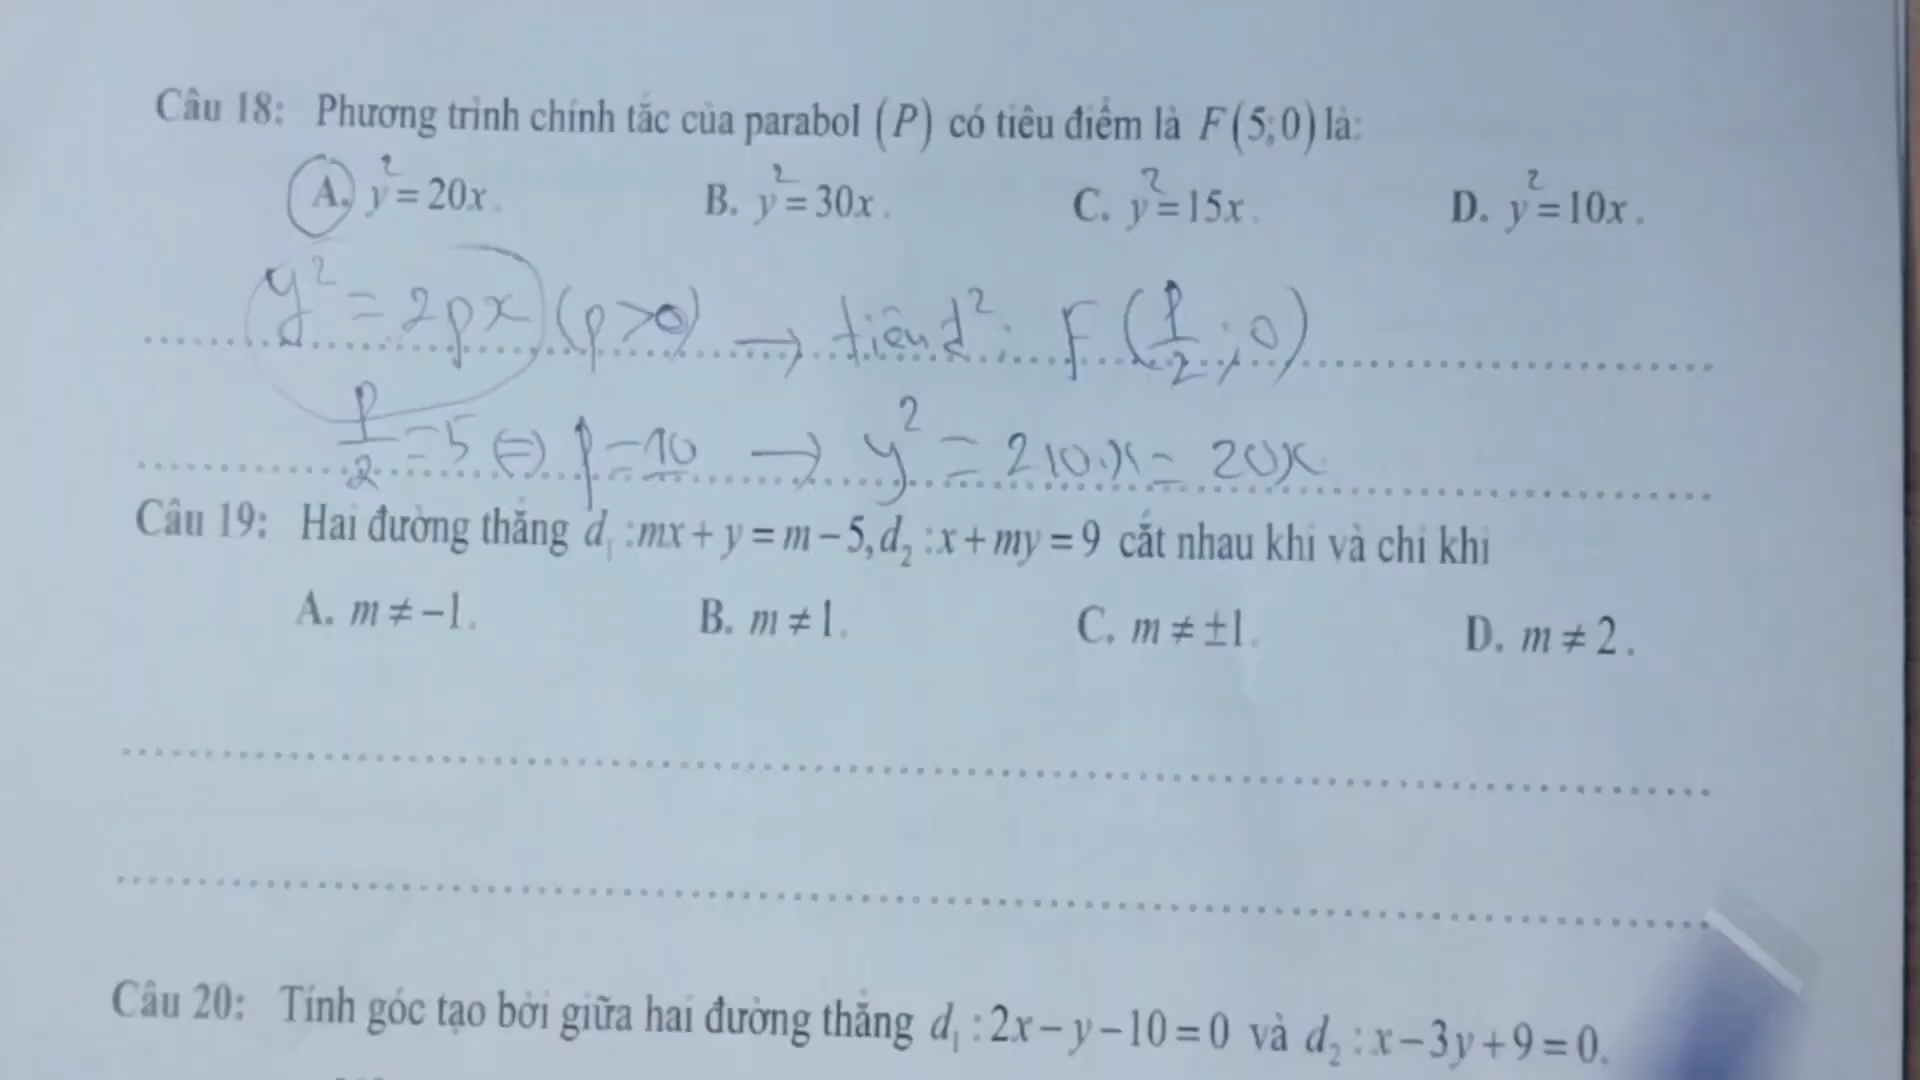 Câu 18: Phương trình chính tắc của parabol (P) có tiêu điểm là F(5;0) là:
A. y² = 20x. B. y² = 30x. C. y² = 15x. D. y² = 10x.
y² = 2px (p>0) → tiêu đ²: F(p/2; 0)
p/2 = 5 ⇔ p = 10 → y² = 2.10.x = 20x
Câu 19: Hai đường thẳng d₁: mx + y = m − 5, d₂: x + my = 9 cắt nhau khi và chỉ khi
A. m ≠ −1. B. m ≠ 1. C. m ≠ ±1. D. m ≠ 2.
Câu 20: Tính góc tạo bởi giữa hai đường thẳng d₁: 2x − y − 10 = 0 và d₂: x − 3y + 9 = 0.